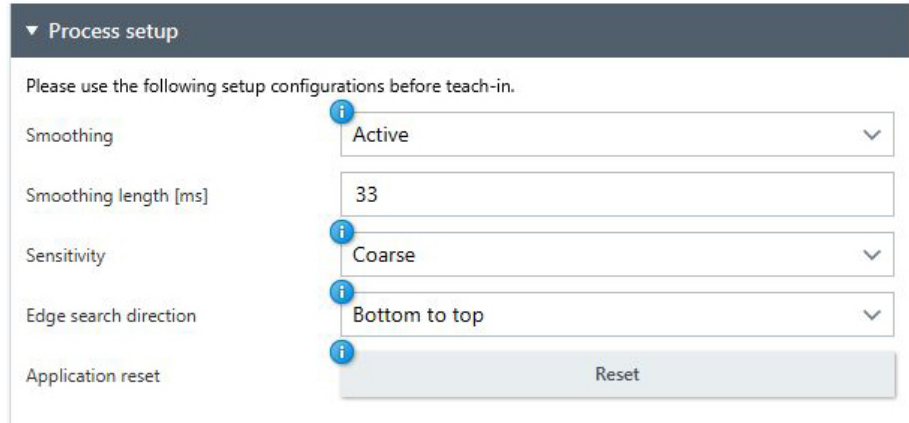 Process setup
Please use the following setup configurations before teach-in.
Smoothing Active
Smoothing length [ms] 33
Sensitivity Coarse
Edge search direction Bottom to top
Application reset Reset